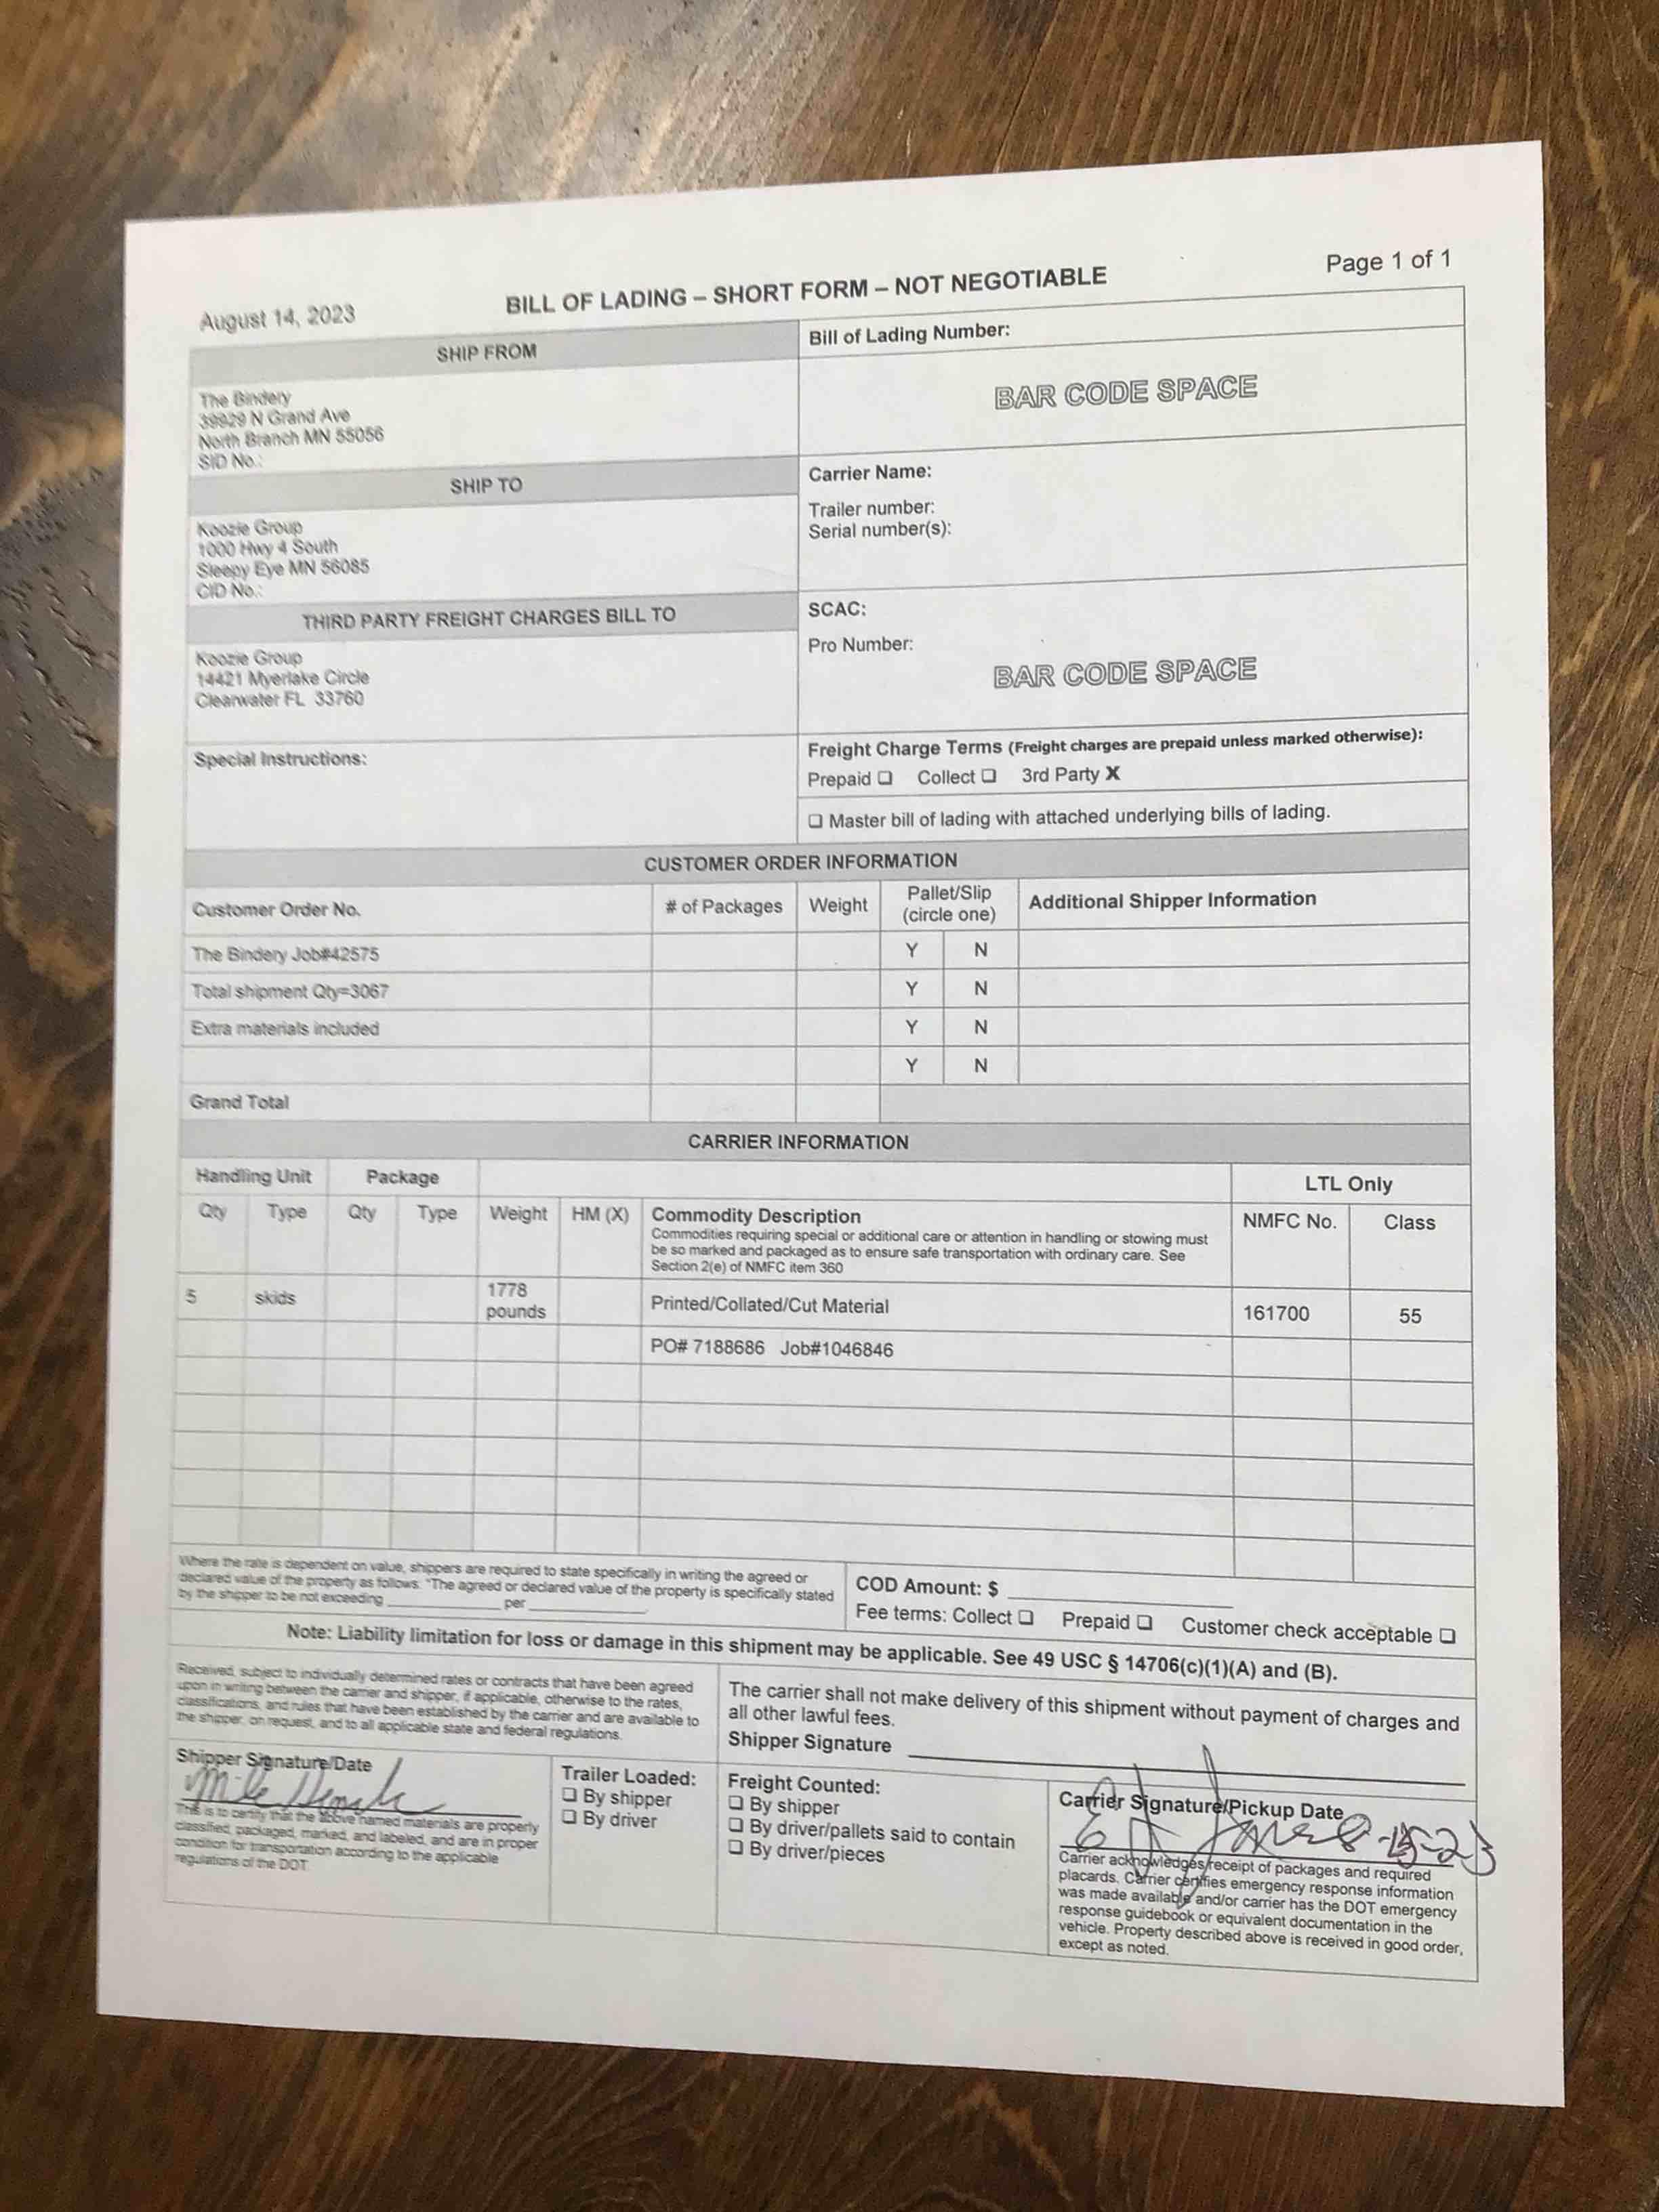 Page 1 of 1
August 14, 2023
BILL OF LADING – SHORT FORM – NOT NEGOTIABLE
SHIP FROM
The Bindery
39929 N Grand Ave
North Branch MN 55056
SID No.:
Bill of Lading Number:
BAR CODE SPACE
SHIP TO
Koozie Group
1000 Hwy 4 South
Sleepy Eye MN 56085
CID No.:
Carrier Name:
Trailer number:
Serial number(s):
THIRD PARTY FREIGHT CHARGES BILL TO
Koozie Group
14421 Myerlake Circle
Clearwater FL 33760
SCAC:
Pro Number:
BAR CODE SPACE
Special Instructions:
Freight Charge Terms (Freight charges are prepaid unless marked otherwise):
Prepaid ❑ Collect ❑ 3rd Party X
❑ Master bill of lading with attached underlying bills of lading.
CUSTOMER ORDER INFORMATION
Customer Order No. # of Packages Weight Pallet/Slip (circle one) Additional Shipper Information
The Bindery Job#42575 Y N
Total shipment Qty=3067 Y N
Extra materials included Y N
Y N
Grand Total
CARRIER INFORMATION
Handling Unit Package LTL Only
Qty Type Qty Type Weight HM (X) Commodity Description NMFC No. Class
Commodities requiring special or additional care or attention in handling or stowing must
be so marked and packaged as to ensure safe transportation with ordinary care. See
Section 2(e) of NMFC item 360
5 skids 1778 pounds Printed/Collated/Cut Material 161700 55
PO# 7188686 Job#1046846
Where the rate is dependent on value, shippers are required to state specifically in writing the agreed or
declared value of the property as follows: "The agreed or declared value of the property is specifically stated
by the shipper to be not exceeding ____________ per ____________.
COD Amount: $ ____________
Fee terms: Collect ❑ Prepaid ❑ Customer check acceptable ❑
Note: Liability limitation for loss or damage in this shipment may be applicable. See 49 USC § 14706(c)(1)(A) and (B).
Received, subject to individually determined rates or contracts that have been agreed
upon in writing between the carrier and shipper, if applicable, otherwise to the rates,
classifications, and rules that have been established by the carrier and are available to
the shipper, on request, and to all applicable state and federal regulations.
The carrier shall not make delivery of this shipment without payment of charges and
all other lawful fees.
Shipper Signature
Shipper Signature/Date
This is to certify that the above named materials are properly
classified, packaged, marked, and labeled, and are in proper
condition for transportation according to the applicable
regulations of the DOT.
Trailer Loaded:
❑ By shipper
❑ By driver
Freight Counted:
❑ By shipper
❑ By driver/pallets said to contain
❑ By driver/pieces
Carrier Signature/Pickup Date
8-15-23
Carrier acknowledges receipt of packages and required
placards. Carrier certifies emergency response information
was made available and/or carrier has the DOT emergency
response guidebook or equivalent documentation in the
vehicle. Property described above is received in good order,
except as noted.